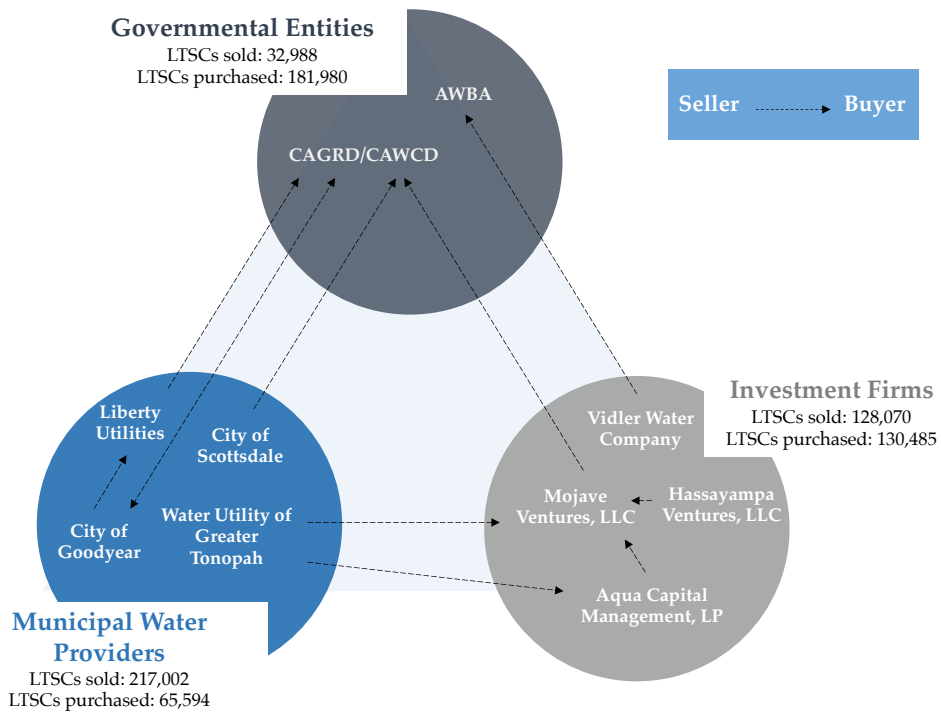 Governmental Entities
LTSCs sold: 32,988
LTSCs purchased: 181,980
AWBA
CAGRD/CAWCD
Seller
Buyer
Liberty
Utilities
City of
Scottsdale
City of
Goodyear
Water Utility of
Greater
Tonopah
Municipal Water
Providers
LTSCs sold: 217,002
LTSCs purchased: 65,594
Investment Firms
LTSCs sold: 128,070
LTSCs purchased: 130,485
Vidler Water
Company
Mojave
Ventures, LLC
Hassayampa
Ventures, LLC
Aqua Capital
Management, LP